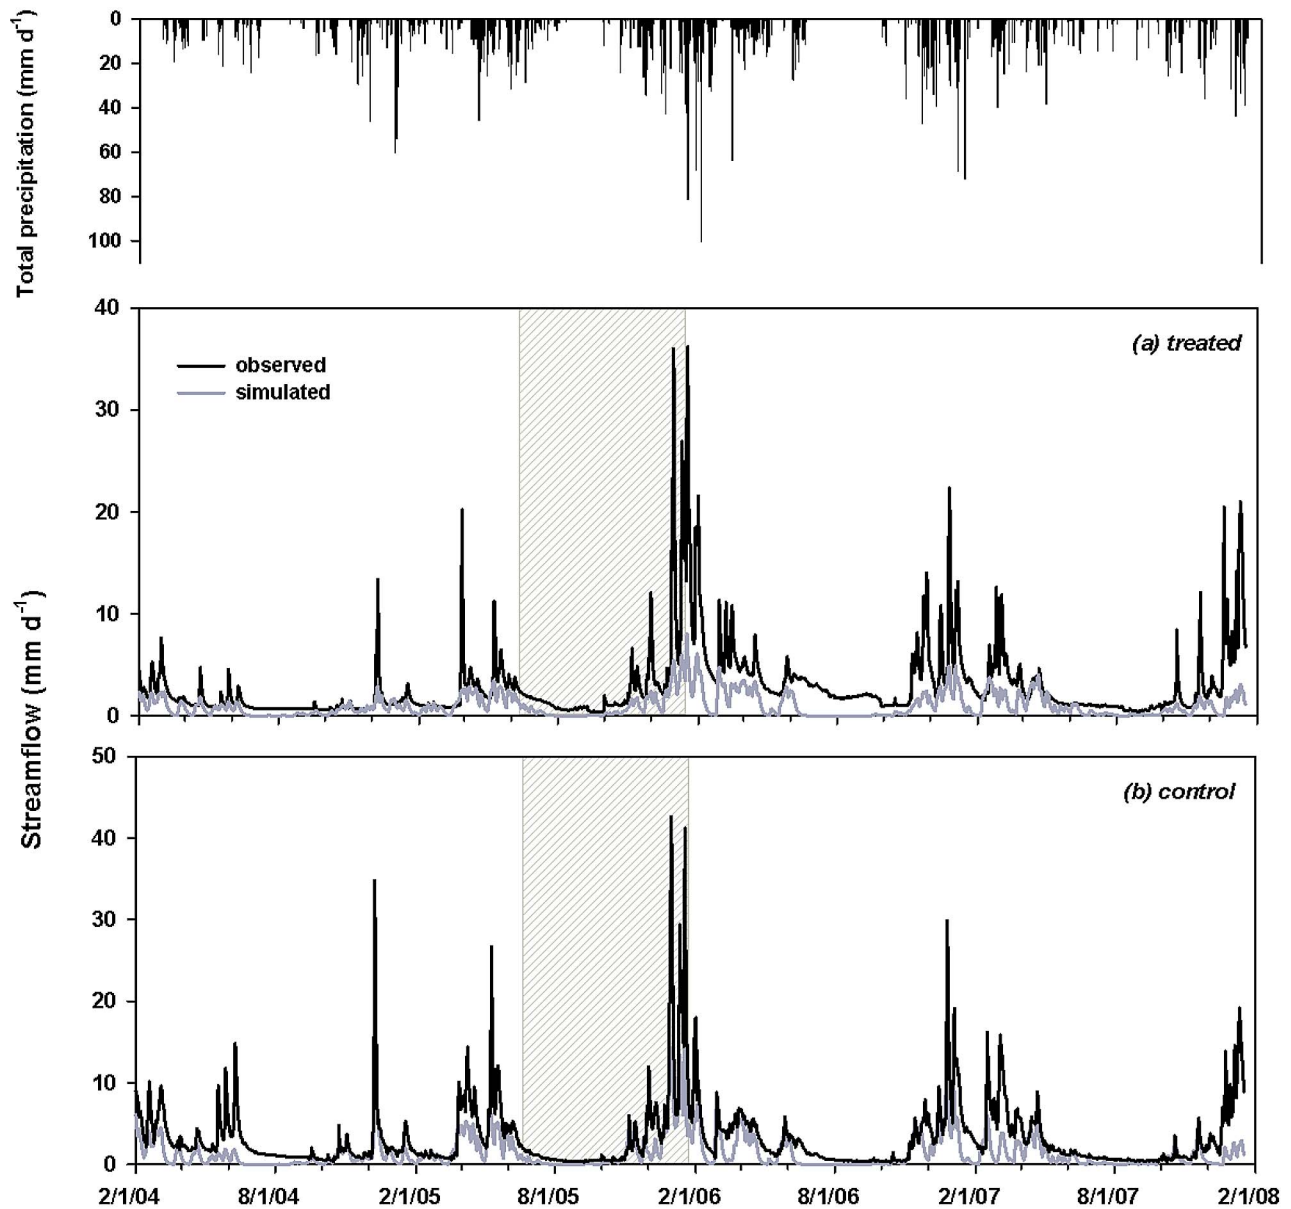 Total precipitation (mm d-1)
0
20
40
60
80
100
Streamflow (mm d-1)
40
30
20
10
0
(a) treated
observed
simulated
50
40
30
20
10
0
(b) control
2/1/04 8/1/04 2/1/05 8/1/05 2/1/06 8/1/06 2/1/07 8/1/07 2/1/08